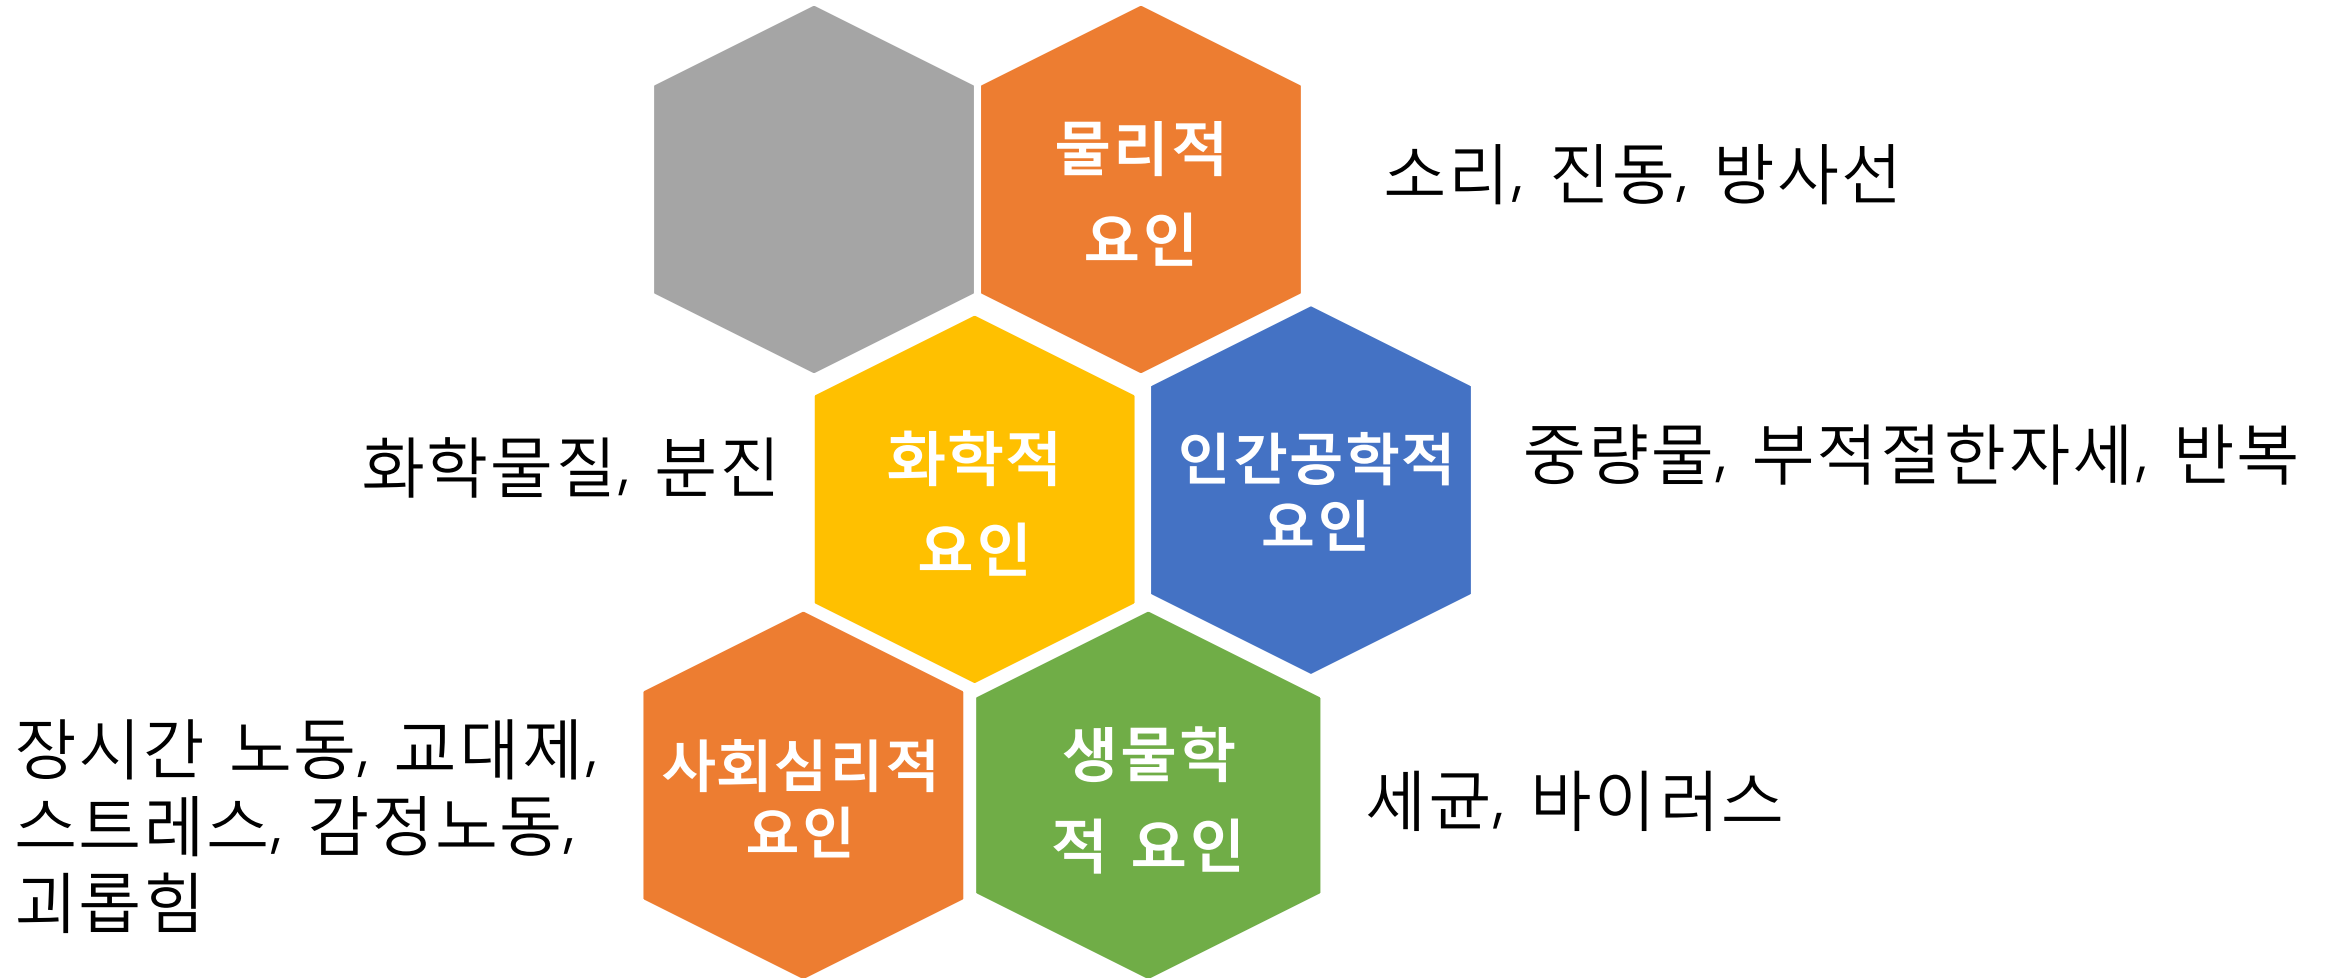 물리적
요인
소리, 진동, 방사선
화학물질, 분진
화학적
요인
인간공학적
요인
중량물, 부적절한자세, 반복
장시간 노동, 교대제,
스트레스, 감정노동,
괴롭힘
사회심리적
요인
생물학
적 요인
세균, 바이러스